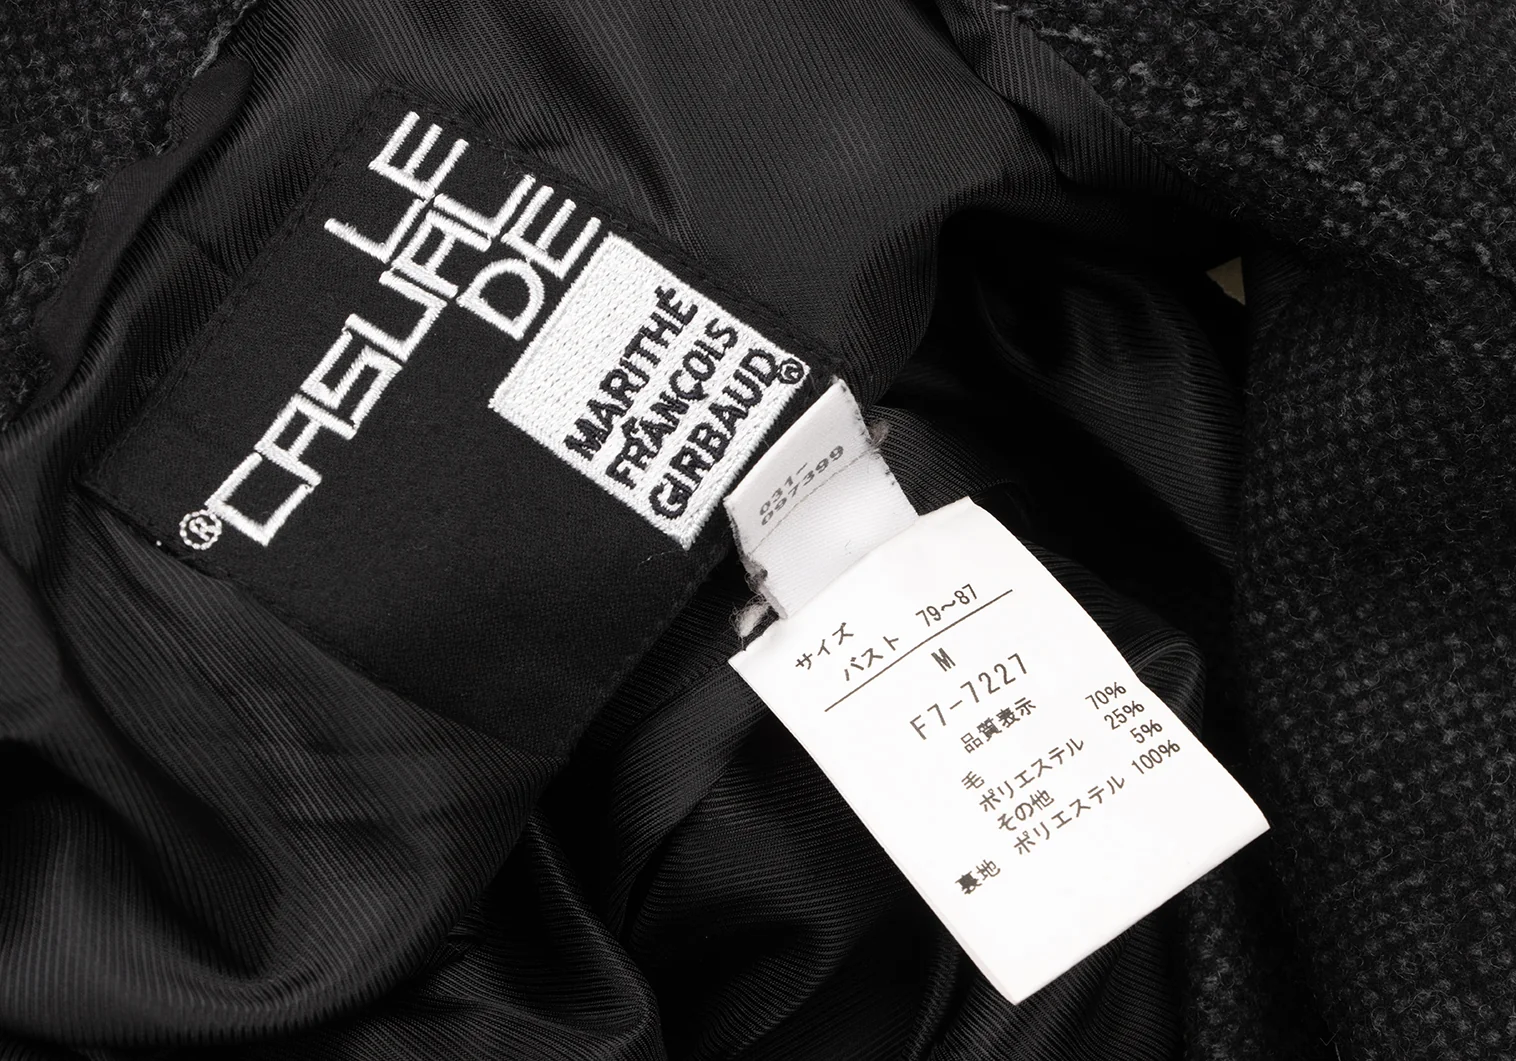 LE
CASUAL
DE
®
MARITHÉ
FRANÇOIS
GIRBAUD®
031-
097399
サイズ
バスト 79~87
M
F7-7227
品質表示
毛 70%
ポリエステル 25%
その他 5%
裏地 ポリエステル 100%